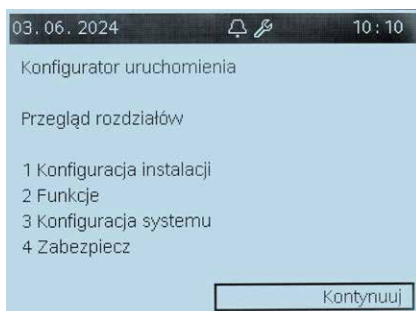 03.06.2024 10:10
Konfigurator uruchomienia
Przegląd rozdziałów
1 Konfiguracja instalacji
2 Funkcje
3 Konfiguracja systemu
4 Zabezpiecz
Kontynuuj